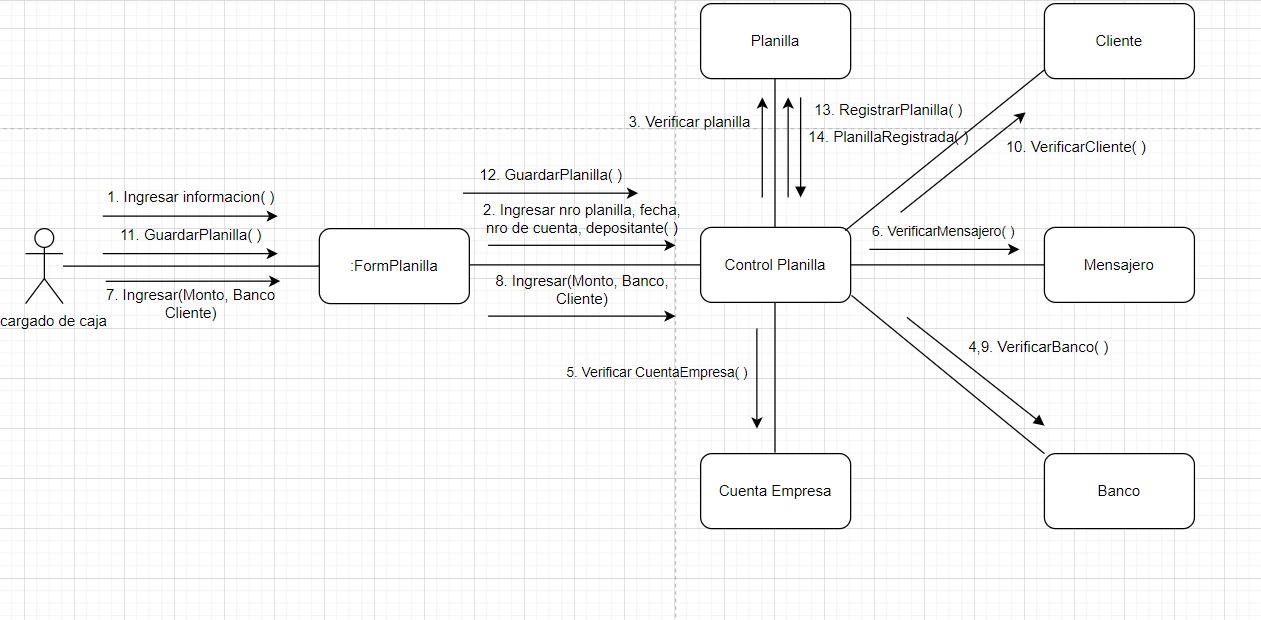 Planilla
Cliente
13. RegistrarPlanilla( )
3. Verificar planilla
14. PlanillaRegistrada( )
10. VerificarCliente( )
12. GuardarPlanilla( )
1. Ingresar informacion( )
2. Ingresar nro planilla, fecha,
nro de cuenta, depositante( )
11. GuardarPlanilla( )
6. VerificarMensajero( )
:FormPlanilla
Control Planilla
Mensajero
8. Ingresar(Monto, Banco,
Cliente)
7. Ingresar(Monto, Banco
Cliente)
cargado de caja
4,9. VerificarBanco( )
5. Verificar CuentaEmpresa( )
Cuenta Empresa
Banco